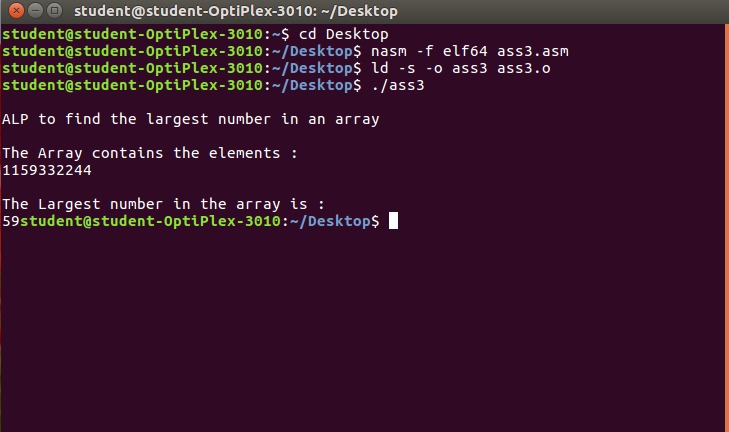 student@student-OptiPlex-3010: ~/Desktop
student@student-OptiPlex-3010:~$ cd Desktop
student@student-OptiPlex-3010:~/Desktop$ nasm -f elf64 ass3.asm
student@student-OptiPlex-3010:~/Desktop$ ld -s -o ass3 ass3.o
student@student-OptiPlex-3010:~/Desktop$ ./ass3
ALP to find the largest number in an array
The Array contains the elements :
1159332244
The Largest number in the array is :
59student@student-OptiPlex-3010:~/Desktop$